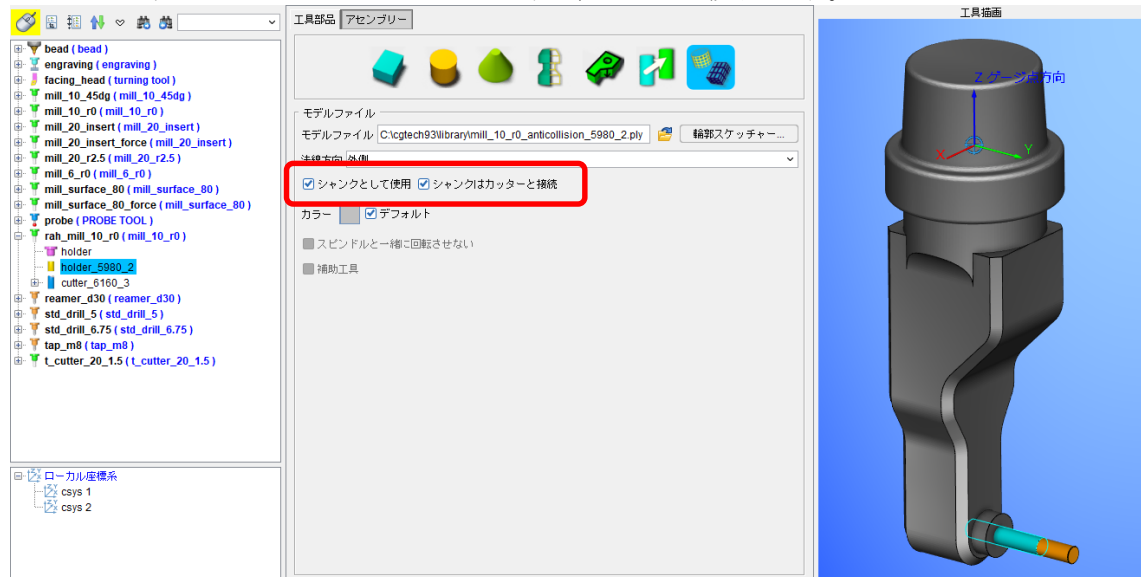 工具部品 アセンブリー
工具描画
bead ( bead )
engraving ( engraving )
facing_head ( turning tool )
mill_10_45dg ( mill_10_45dg )
mill_10_r0 ( mill_10_r0 )
mill_20_insert ( mill_20_insert )
mill_20_insert_force ( mill_20_insert )
mill_20_r2.5 ( mill_20_r2.5 )
mill_6_r0 ( mill_6_r0 )
mill_surface_80 ( mill_surface_80 )
mill_surface_80_force ( mill_surface_80 )
probe ( PROBE TOOL )
rah_mill_10_r0 ( mill_10_r0 )
holder
holder_5980_2
cutter_6160_3
reamer_d30 ( reamer_d30 )
std_drill_5 ( std_drill_5 )
std_drill_6.75 ( std_drill_6.75 )
tap_m8 ( tap_m8 )
t_cutter_20_1.5 ( t_cutter_20_1.5 )
ローカル座標系
csys 1
csys 2
モデルファイル
モデルファイル C:\cgtech93\library\mill_10_r0_anticollision_5980_2.ply 輪郭スケッチャー...
法線方向 外側
シャンクとして使用 シャンクはカッターと接続
カラー デフォルト
スピンドルと一緒に回転させない
補助工具
Z ゲージ点方向
X
Y